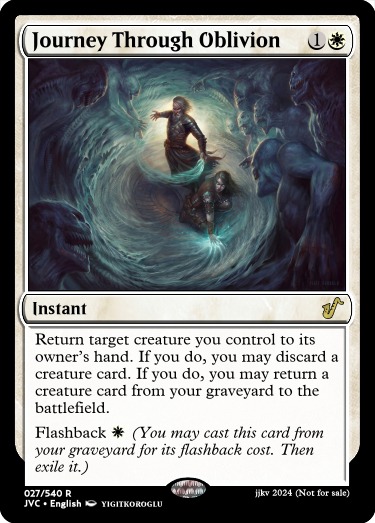 Journey Through Oblivion 1
Instant
Return target creature you control to its
owner's hand. If you do, you may discard a
creature card. If you do, you may return a
creature card from your graveyard to the
battlefield.
Flashback (You may cast this card from
your graveyard for its flashback cost. Then
exile it.)
027/540 R
JVC • English YIGITKOROGLU
jjkv 2024 (Not for sale)